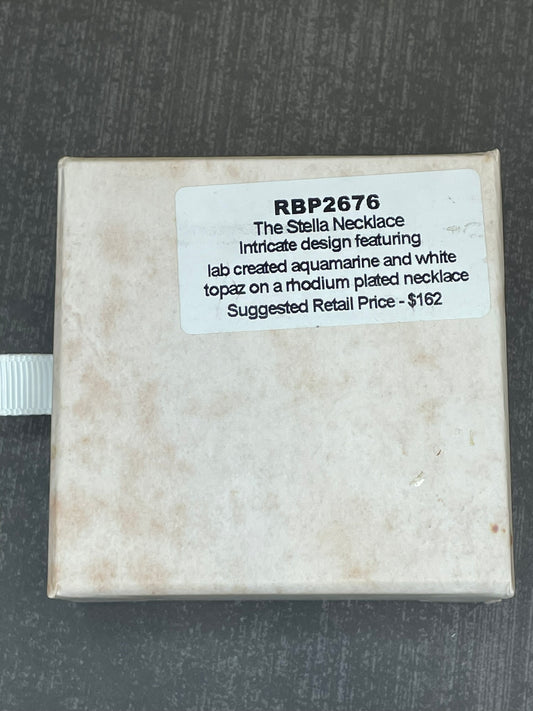 RBP2676
The Stella Necklace
Intricate design featuring
lab created aquamarine and white
topaz on a rhodium plated necklace
Suggested Retail Price - $162